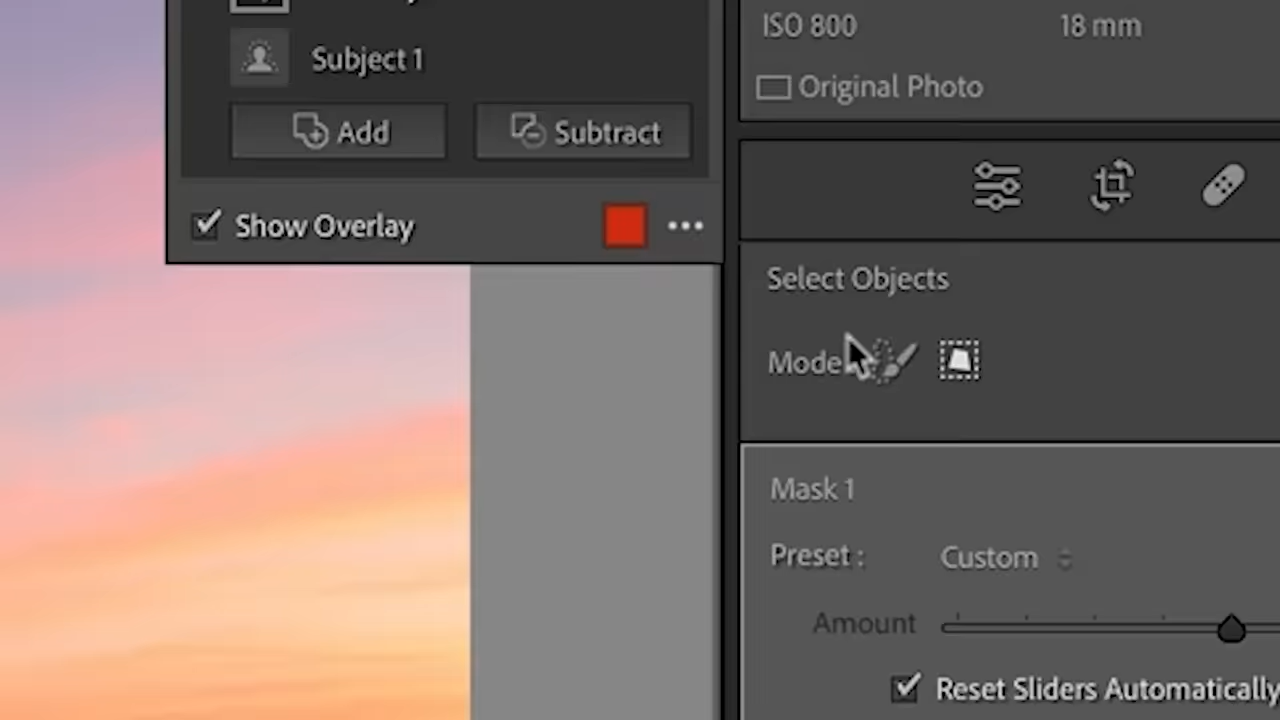 Subject 1
Add
Subtract
Show Overlay
ISO 800
18 mm
Original Photo
Select Objects
Mode
Mask 1
Preset :
Custom
Amount
Reset Sliders Automatically